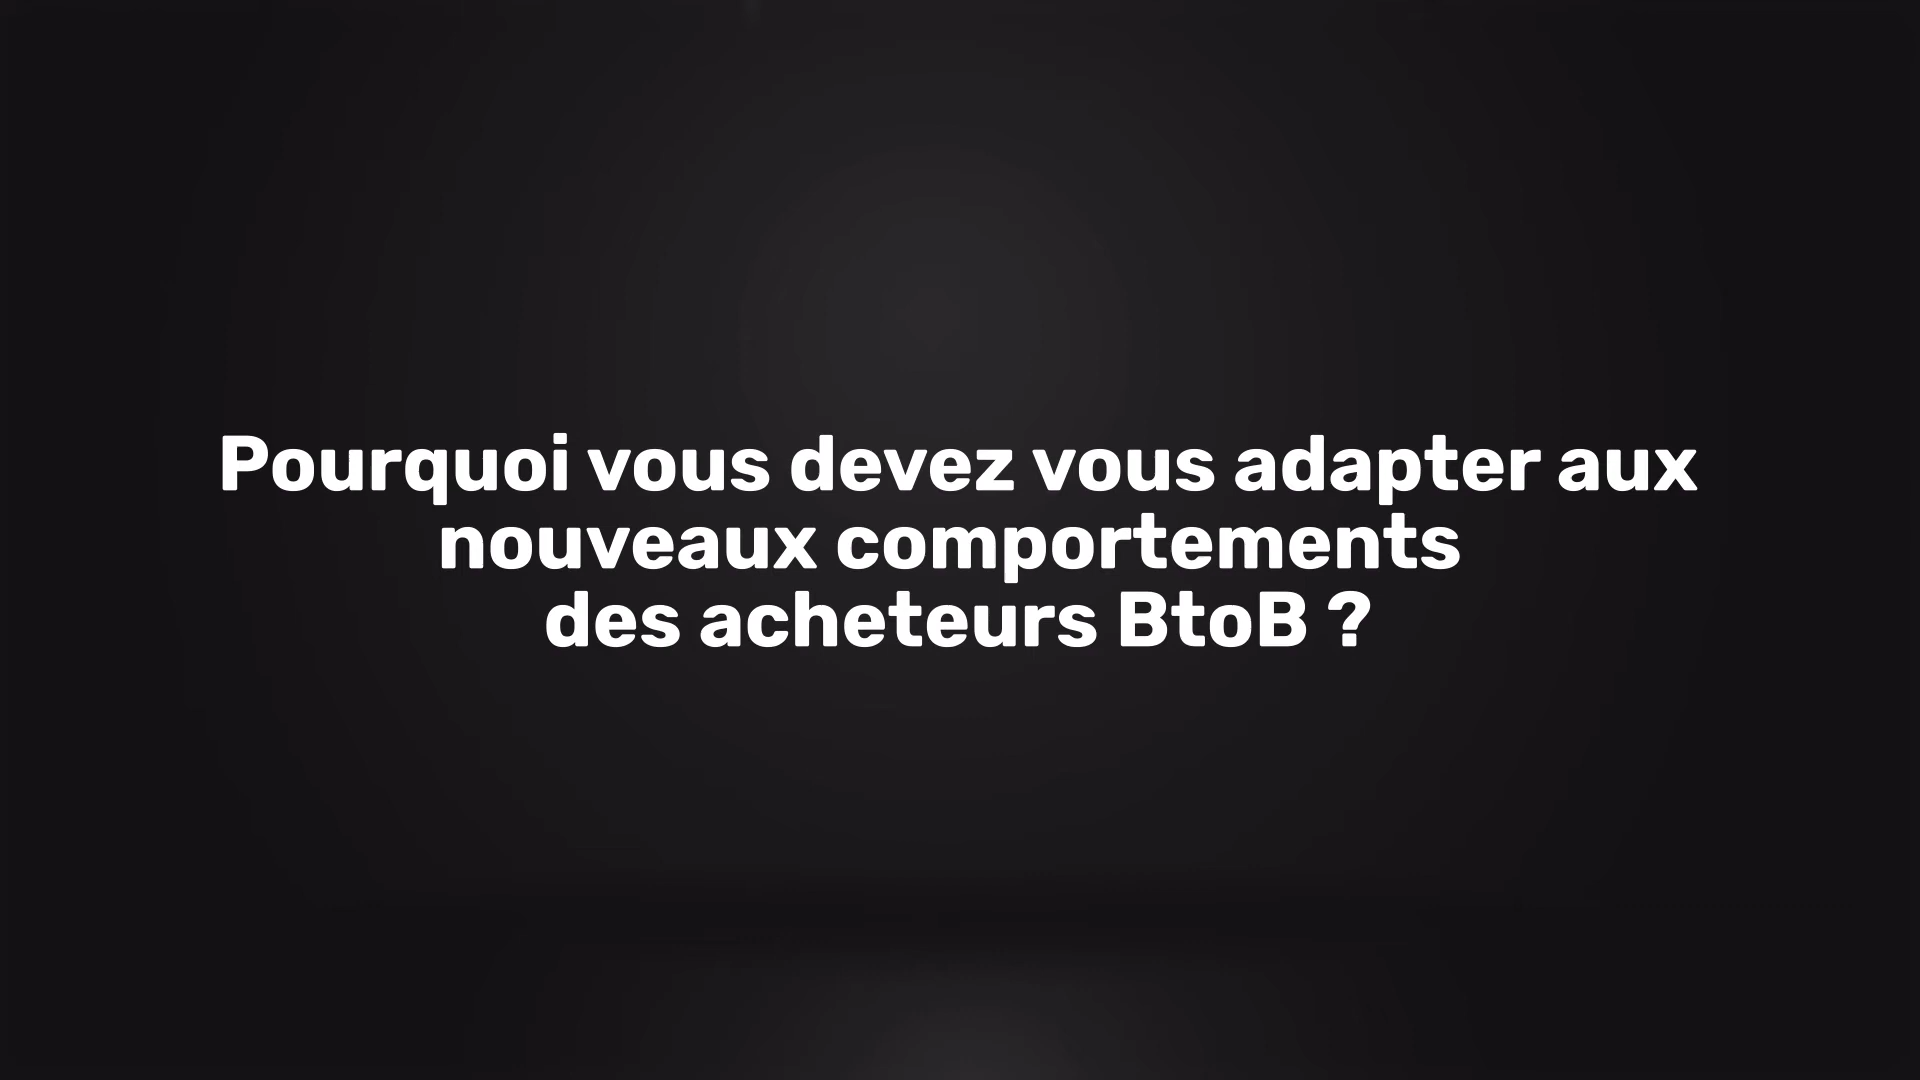 Pourquoi vous devez vous adapter aux
nouveaux comportements
des acheteurs BtoB ?